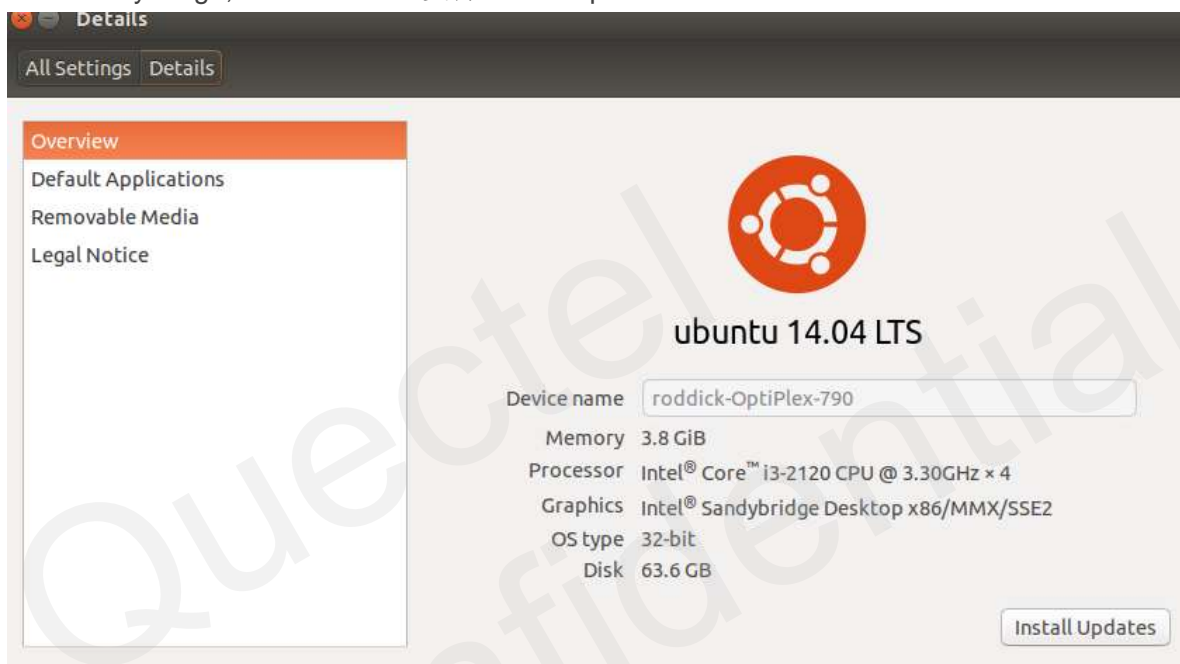 Details
All Settings Details
Overview
Default Applications
Removable Media
Legal Notice
ubuntu 14.04 LTS
Device name roddick-OptiPlex-790
Memory 3.8 GiB
Processor Intel® Core™ i3-2120 CPU @ 3.30GHz × 4
Graphics Intel® Sandybridge Desktop x86/MMX/SSE2
OS type 32-bit
Disk 63.6 GB
Install Updates
Quectel